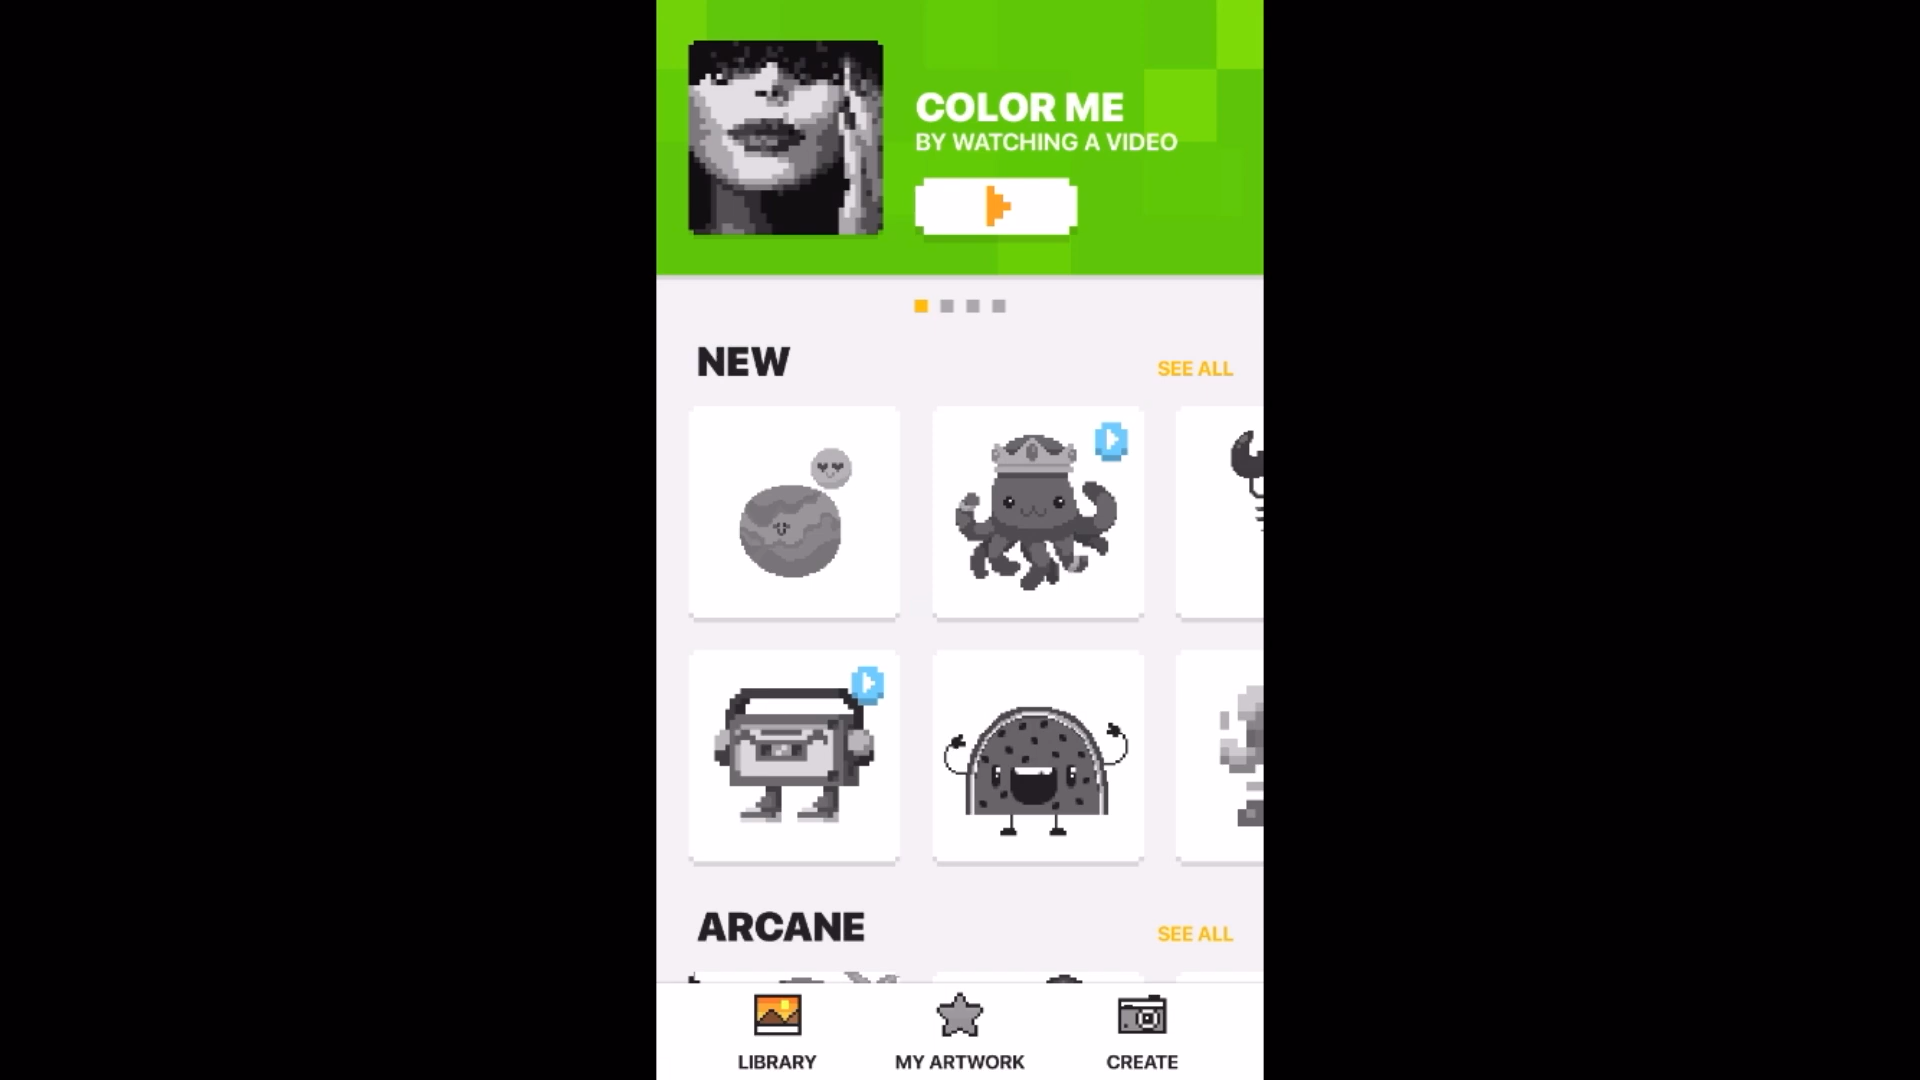 COLOR ME
BY WATCHING A VIDEO
NEW
SEE ALL
ARCANE
SEE ALL
LIBRARY
MY ARTWORK
CREATE